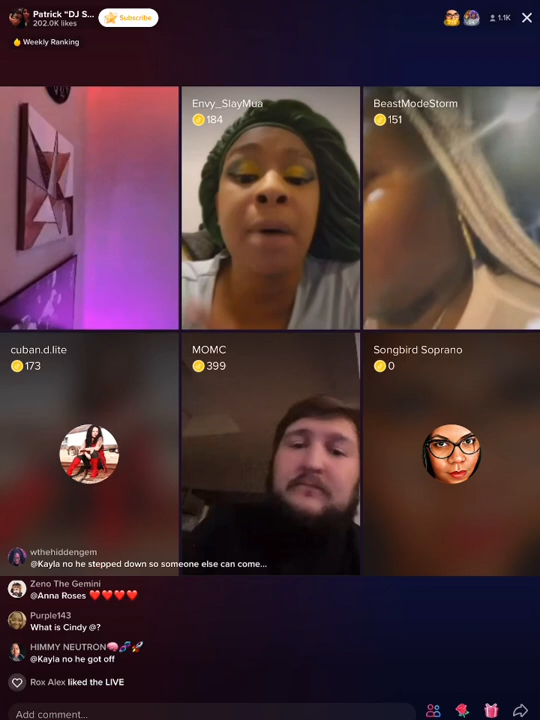 Patrick "DJ S...
202.0K likes
Subscribe
1.1K
Weekly Ranking
Envy_SlayMua
184
BeastModeStorm
151
cuban.d.lite
173
MOMC
399
Songbird Soprano
0
wthehiddengem
@Kayla no he stepped down so someone else can come...
Zeno The Gemini
@Anna Roses ❤️❤️❤️❤️
Purple143
What is Cindy @?
HIMMY NEUTRON🧠🧬🚀
@Kayla no he got off
Rox Alex liked the LIVE
Add comment...